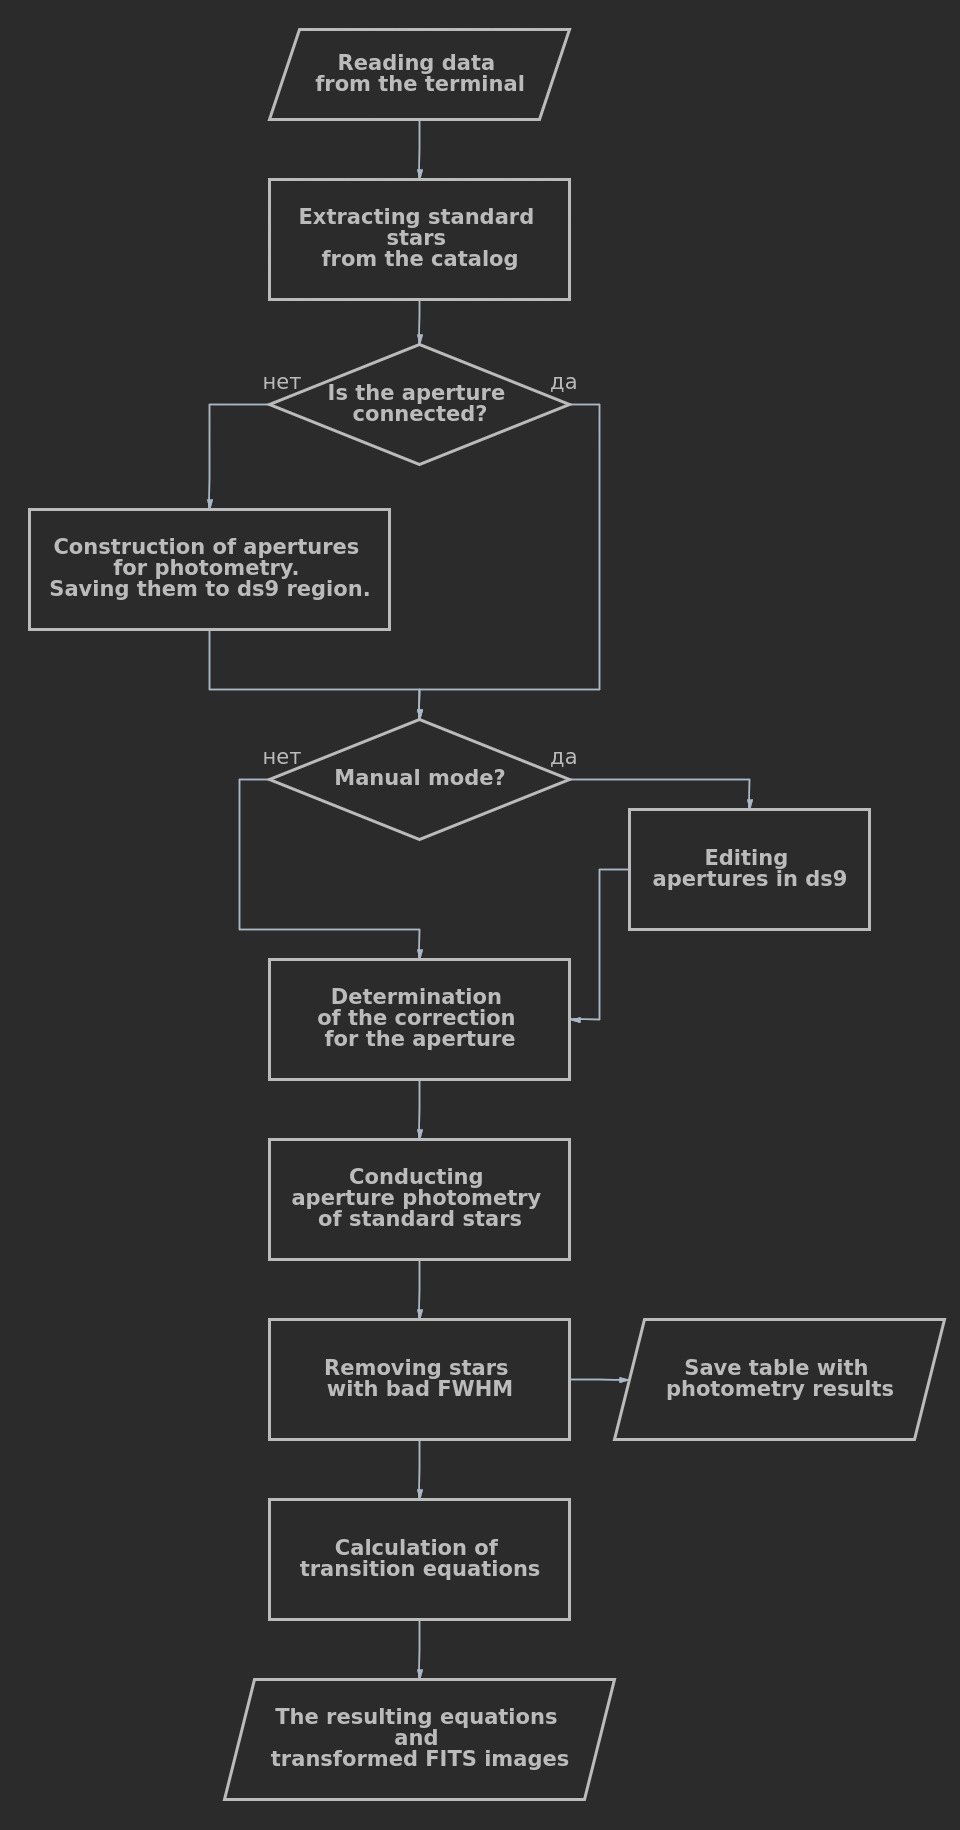 Reading data
from the terminal
Extracting standard
stars
from the catalog
нет
да
Is the aperture
connected?
Construction of apertures
for photometry.
Saving them to ds9 region.
нет
да
Manual mode?
Editing
apertures in ds9
Determination
of the correction
for the aperture
Conducting
aperture photometry
of standard stars
Removing stars
with bad FWHM
Save table with
photometry results
Calculation of
transition equations
The resulting equations
and
transformed FITS images